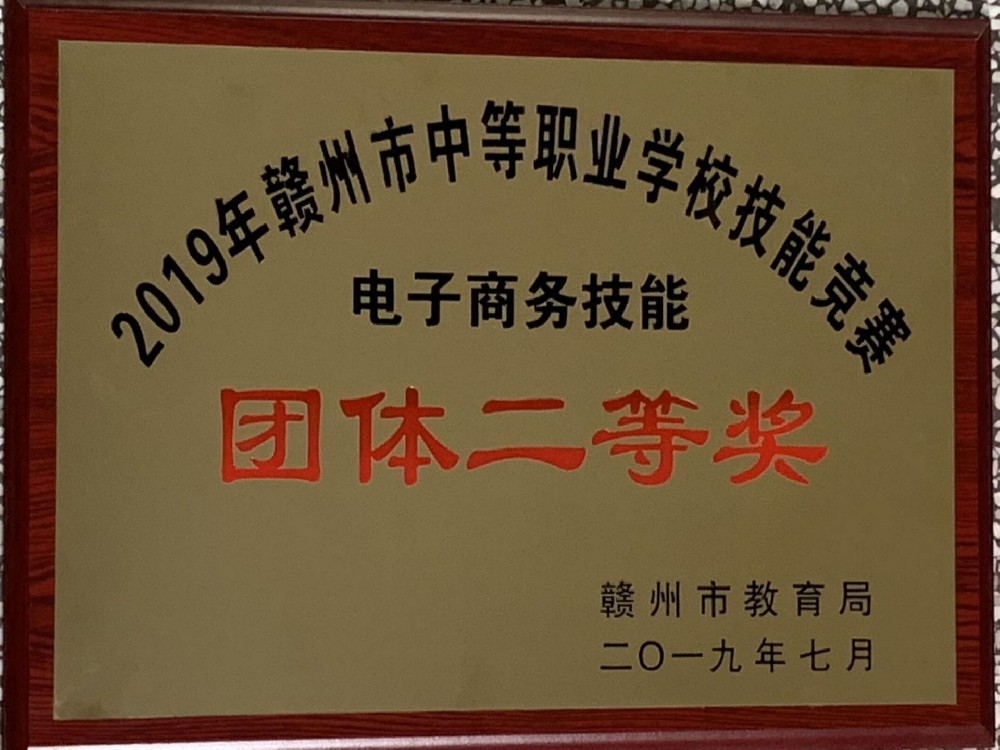 2019年赣州市中等职业学校技能竞赛
电子商务技能
团体二等奖
赣州市教育局
二〇一九年七月